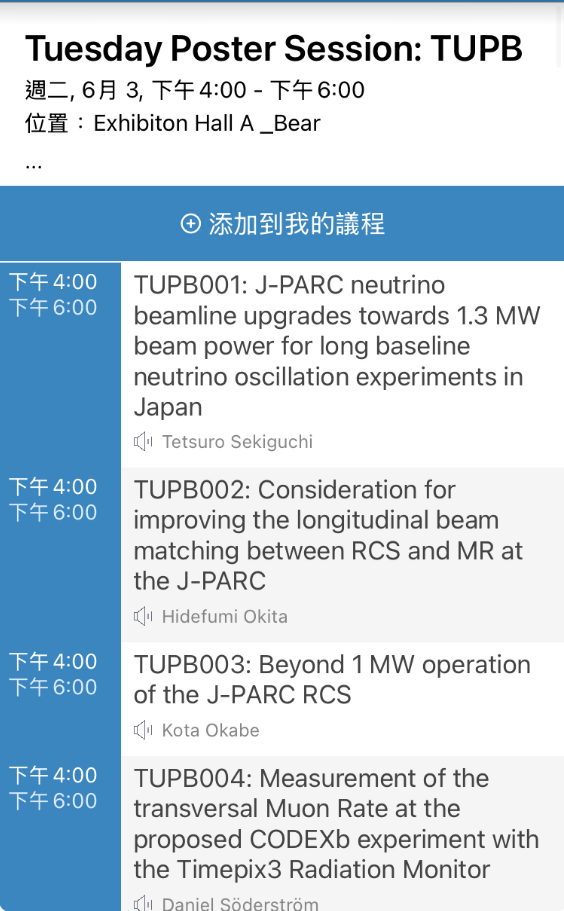 Tuesday Poster Session: TUPB
週二, 6月 3, 下午4:00 - 下午6:00
位置：Exhibiton Hall A _Bear
...
添加到我的議程
下午4:00
下午6:00
TUPB001: J-PARC neutrino
beamline upgrades towards 1.3 MW
beam power for long baseline
neutrino oscillation experiments in
Japan
Tetsuro Sekiguchi
下午4:00
下午6:00
TUPB002: Consideration for
improving the longitudinal beam
matching between RCS and MR at
the J-PARC
Hidefumi Okita
下午4:00
下午6:00
TUPB003: Beyond 1 MW operation
of the J-PARC RCS
Kota Okabe
下午4:00
下午6:00
TUPB004: Measurement of the
transversal Muon Rate at the
proposed CODEXb experiment with
the Timepix3 Radiation Monitor
Daniel Söderström